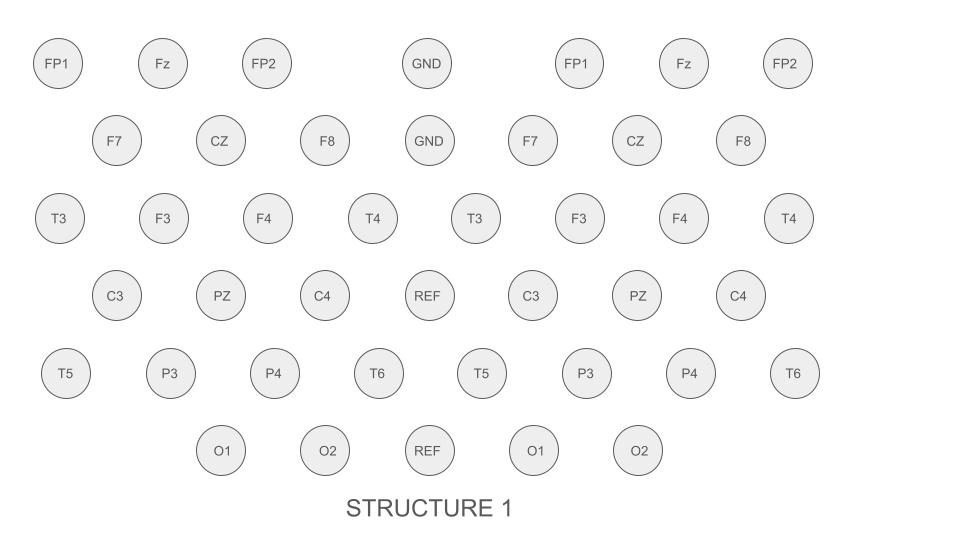 FP1 Fz FP2 GND FP1 Fz FP2
F7 CZ F8 GND F7 CZ F8
T3 F3 F4 T4 T3 F3 F4 T4
C3 PZ C4 REF C3 PZ C4
T5 P3 P4 T6 T5 P3 P4 T6
O1 O2 REF O1 O2
STRUCTURE 1